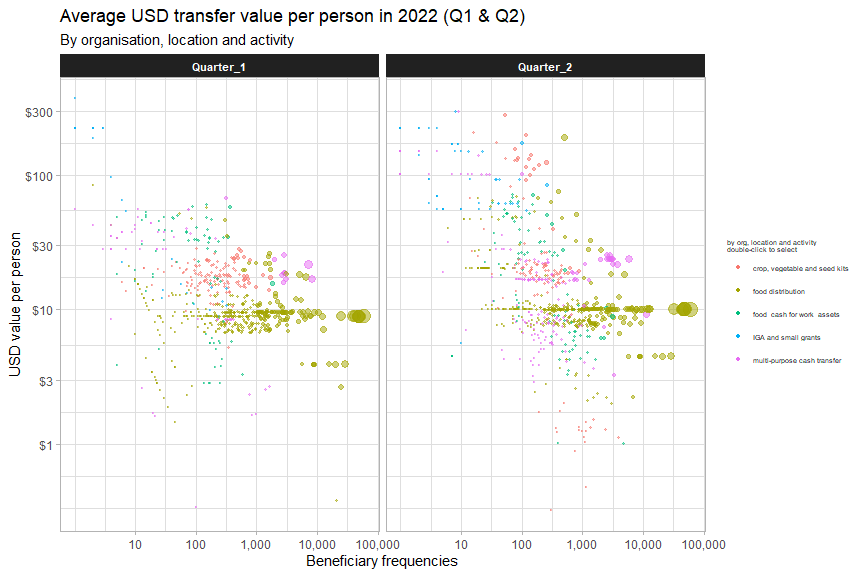 Average USD transfer value per person in 2022 (Q1 & Q2)
By organisation, location and activity
Quarter_1
Quarter_2
$300
$100
$30
$10
$3
$1
USD value per person
10
100
1,000
10,000
100,000
10
100
1,000
10,000
100,000
Beneficiary frequencies
by org, location and activity
double-click to select
crop, vegetable and seed kits
food distribution
food cash for work assets
IGA and small grants
multi-purpose cash transfer